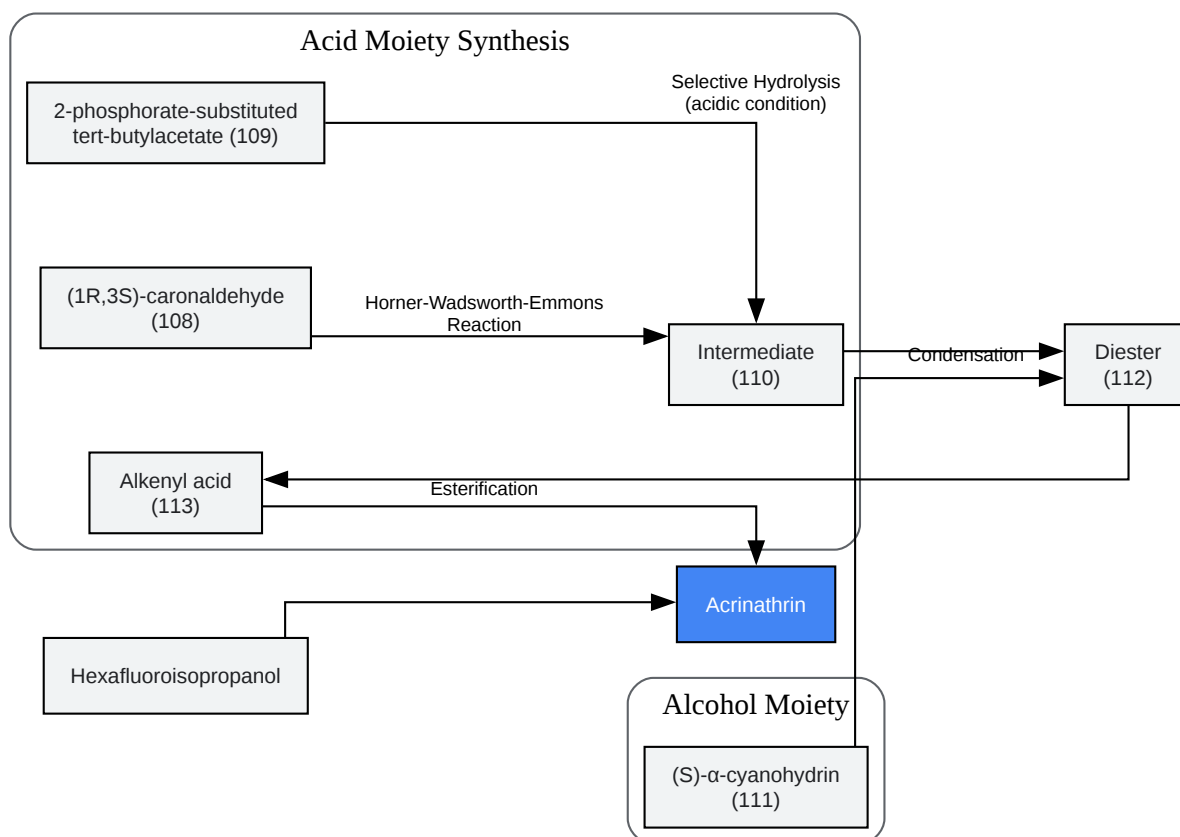 Acid Moiety Synthesis
2-phosphorate-substituted
tert-butylacetate (109)
Selective Hydrolysis
(acidic condition)
(1R,3S)-caronaldehyde
(108)
Horner-Wadsworth-Emmons
Reaction
Intermediate
(110)
Condensation
Diester
(112)
Alkenyl acid
(113)
Esterification
Acrinathrin
Hexafluoroisopropanol
Alcohol Moiety
(S)-α-cyanohydrin
(111)